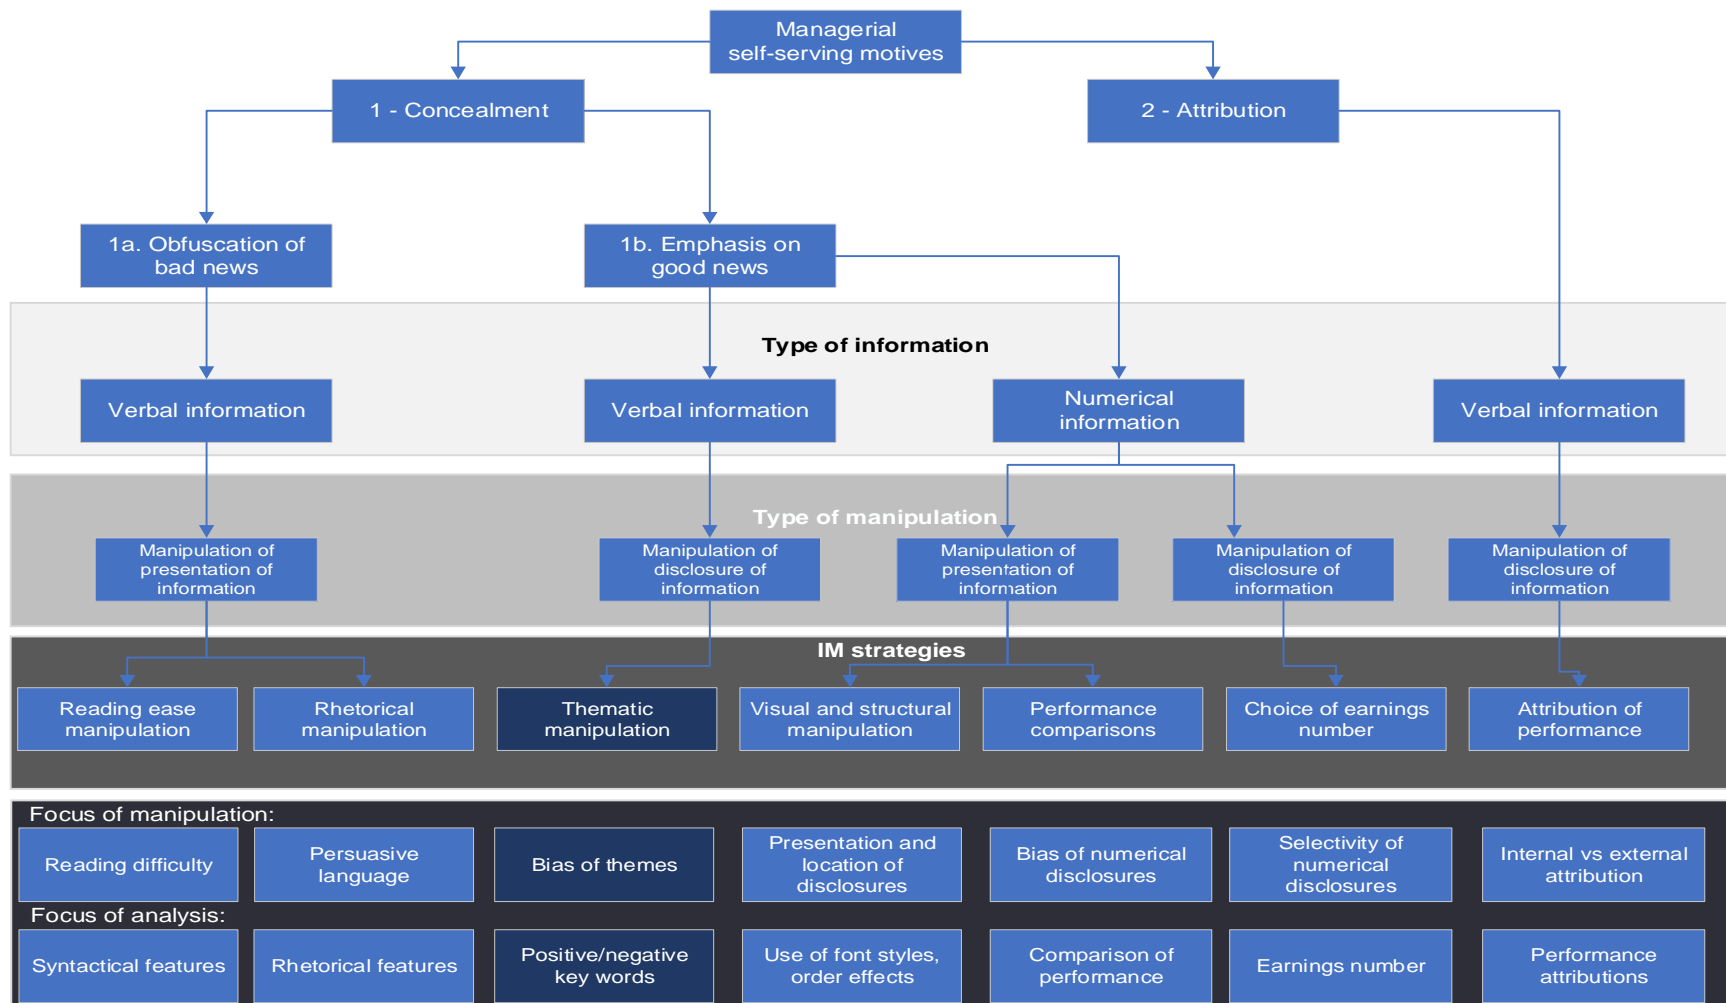 Managerial
self-serving motives
1 - Concealment
2 - Attribution
1a. Obfuscation of
bad news
1b. Emphasis on
good news
Type of information
Verbal information
Verbal information
Numerical
information
Verbal information
Type of manipulation
Manipulation of
presentation of
information
Manipulation of
disclosure of
information
Manipulation of
presentation of
information
Manipulation of
disclosure of
information
Manipulation of
disclosure of
information
IM strategies
Reading ease
manipulation
Rhetorical
manipulation
Thematic
manipulation
Visual and structural
manipulation
Performance
comparisons
Choice of earnings
number
Attribution of
performance
Focus of manipulation:
Reading difficulty
Persuasive
language
Bias of themes
Presentation and
location of
disclosures
Bias of numerical
disclosures
Selectivity of
numerical
disclosures
Internal vs external
attribution
Focus of analysis:
Syntactical features
Rhetorical features
Positive/negative
key words
Use of font styles,
order effects
Comparison of
performance
Earnings number
Performance
attributions